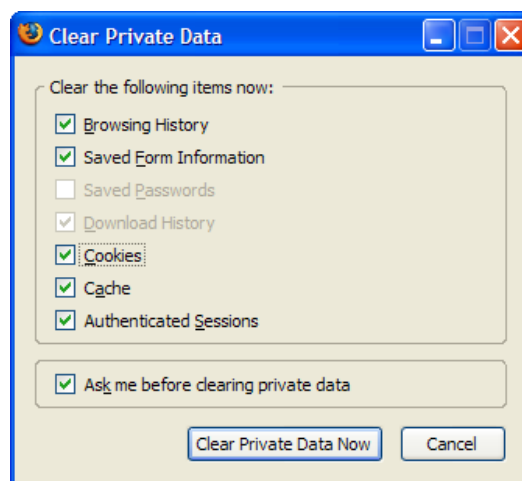 Clear Private Data
Clear the following items now:
Browsing History
Saved Form Information
Saved Passwords
Download History
Cookies
Cache
Authenticated Sessions
Ask me before clearing private data
Clear Private Data Now Cancel